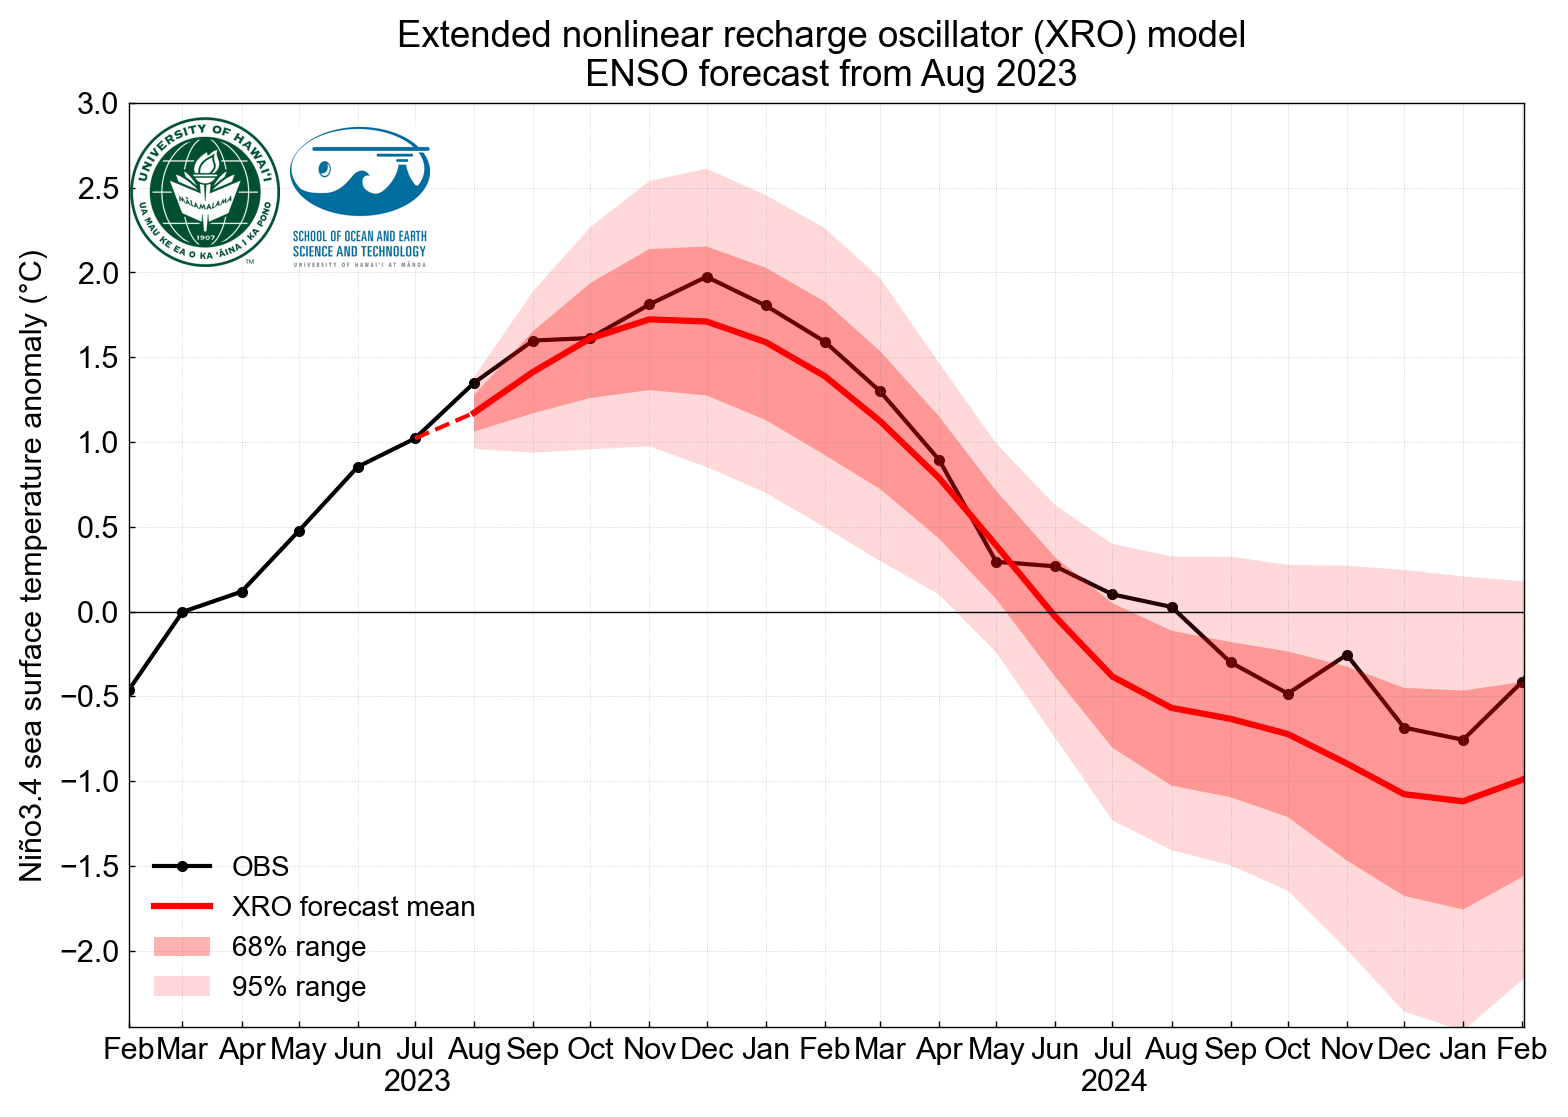 Extended nonlinear recharge oscillator (XRO) model
ENSO forecast from Aug 2023
UNIVERSITY OF HAWAI‘I
MĀLAMALAMA
1907
UA MAU KE EA O KA ‘ĀINA I KA PONO
TM
SCHOOL OF OCEAN AND EARTH
SCIENCE AND TECHNOLOGY
UNIVERSITY OF HAWAI‘I AT MĀNOA
Niño3.4 sea surface temperature anomaly (°C)
3.0
2.5
2.0
1.5
1.0
0.5
0.0
−0.5
−1.0
−1.5
−2.0
OBS
XRO forecast mean
68% range
95% range
Feb Mar Apr May Jun Jul Aug Sep Oct Nov Dec Jan Feb Mar Apr May Jun Jul Aug Sep Oct Nov Dec Jan Feb
2023 2024